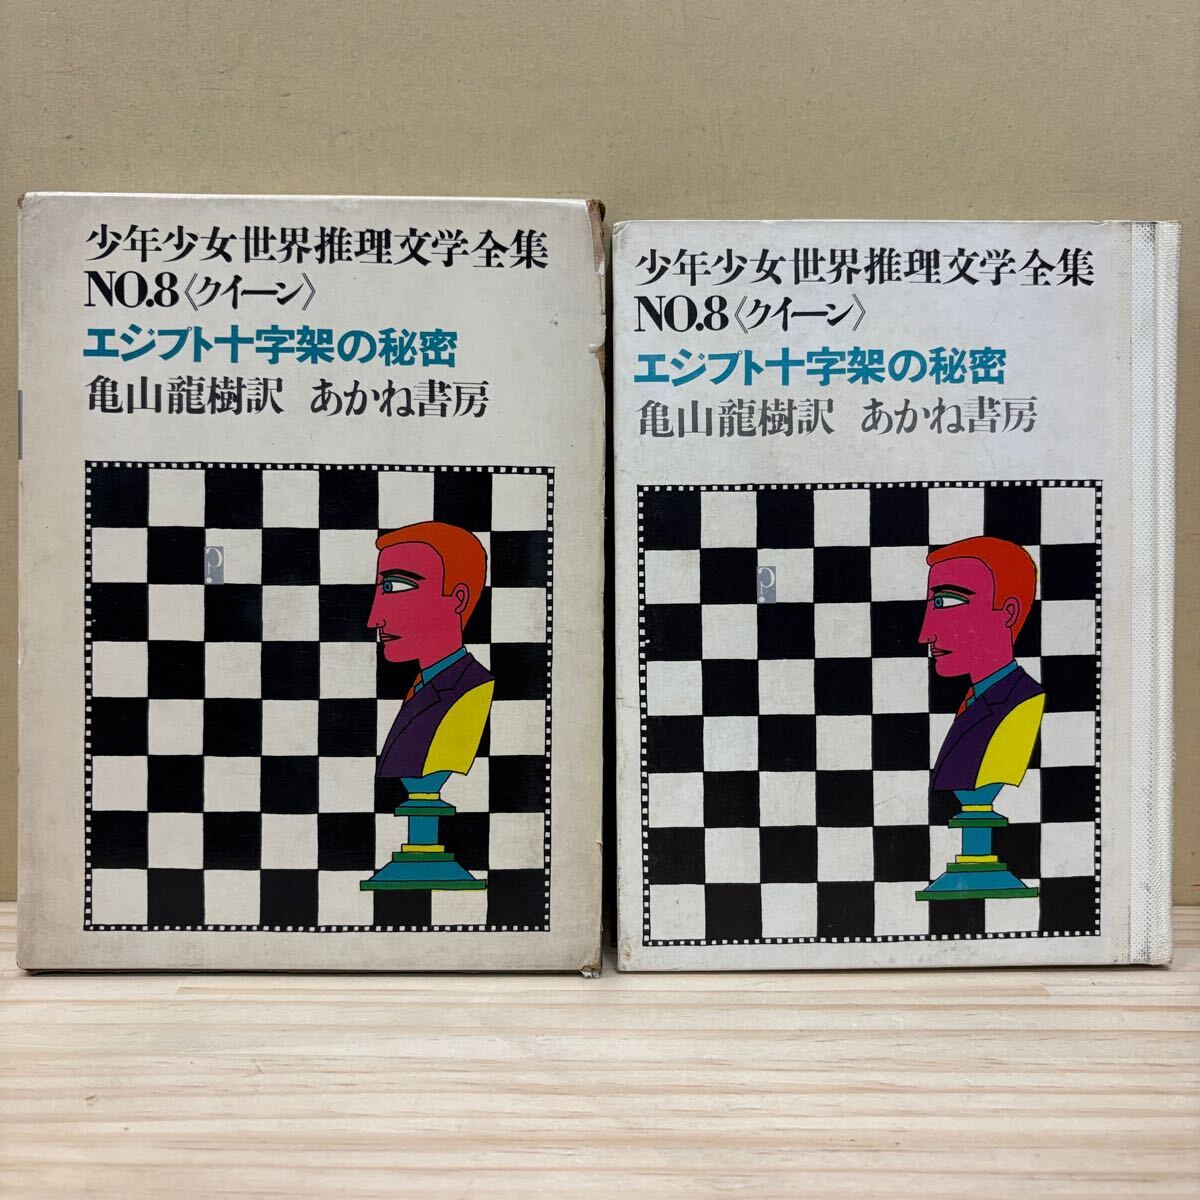 少年少女世界推理文学全集
NO.8《クイーン》
エジプト十字架の秘密
亀山龍樹訳 あかね書房
?
少年少女世界推理文学全集
NO.8《クイーン》
エジプト十字架の秘密
亀山龍樹訳 あかね書房
?